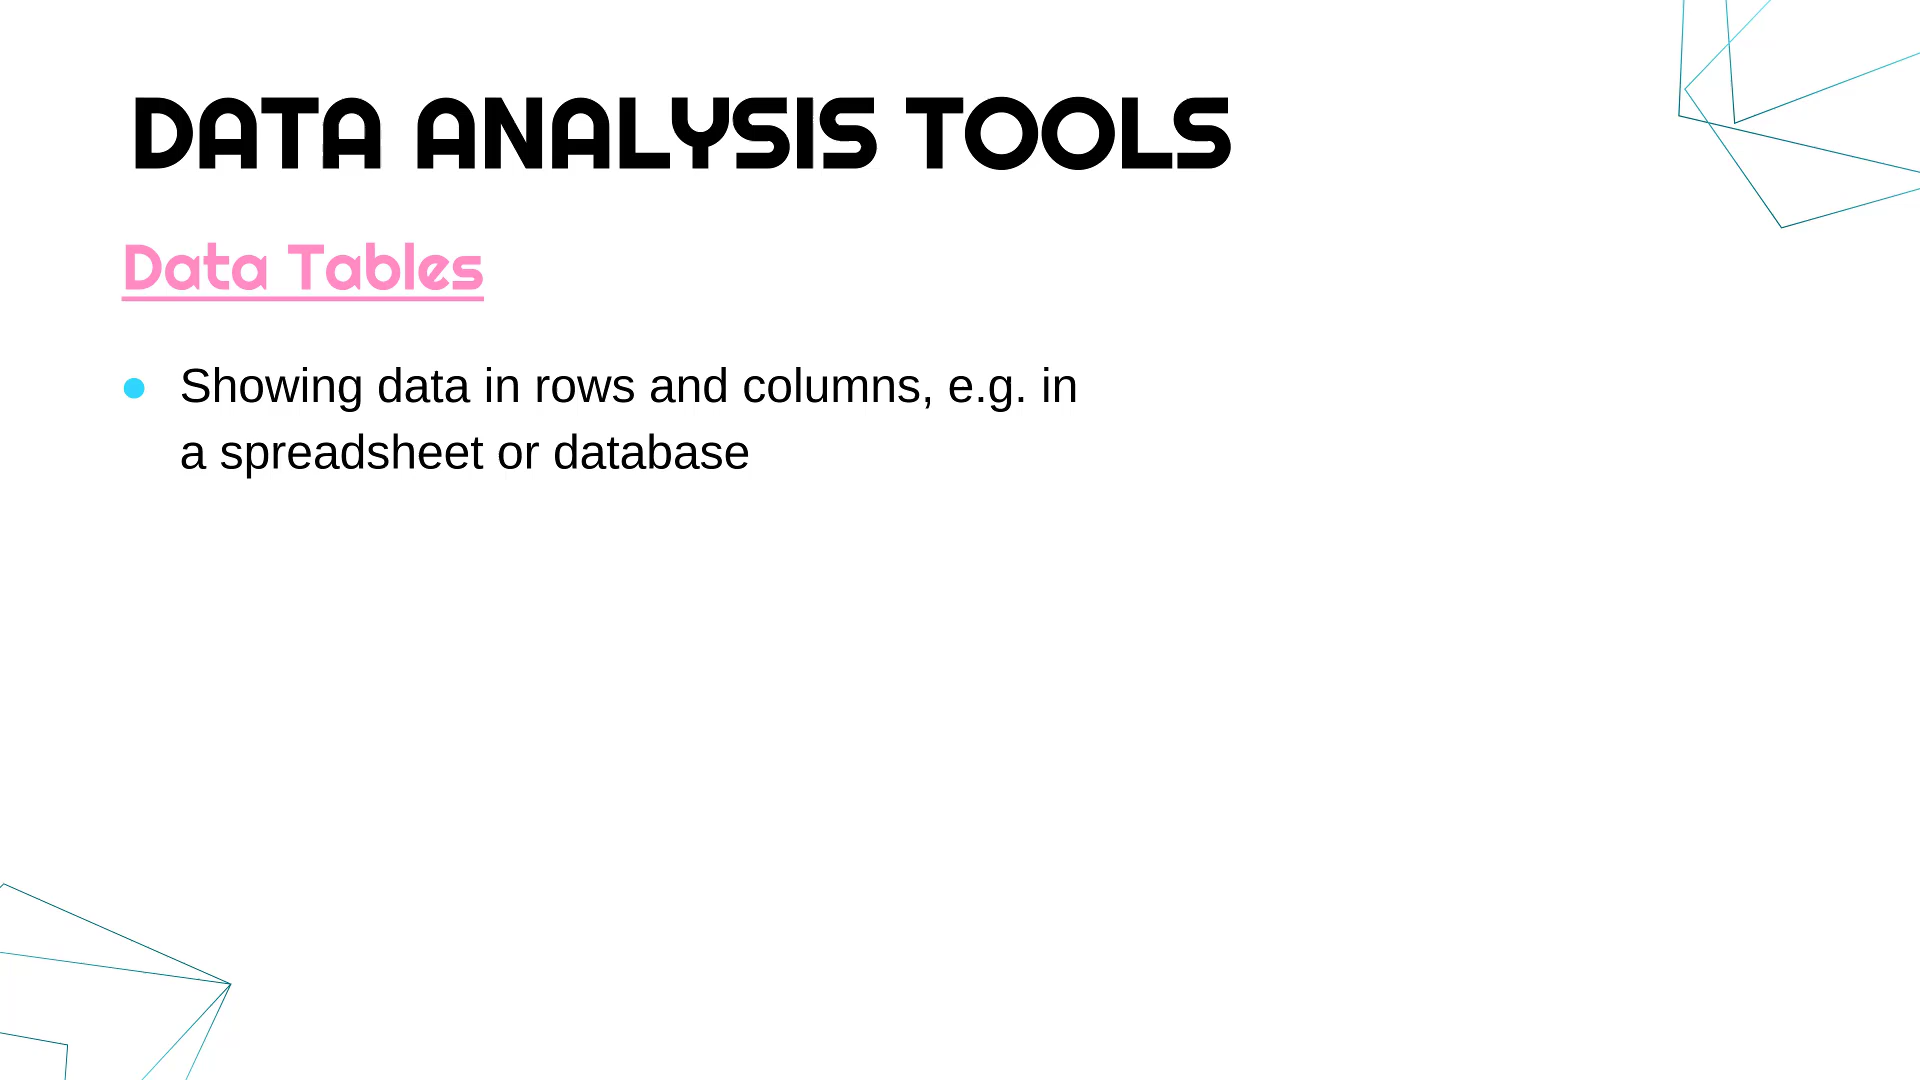 DATA ANALYSIS TOOLS
Data Tables
Showing data in rows and columns, e.g. in
a spreadsheet or database